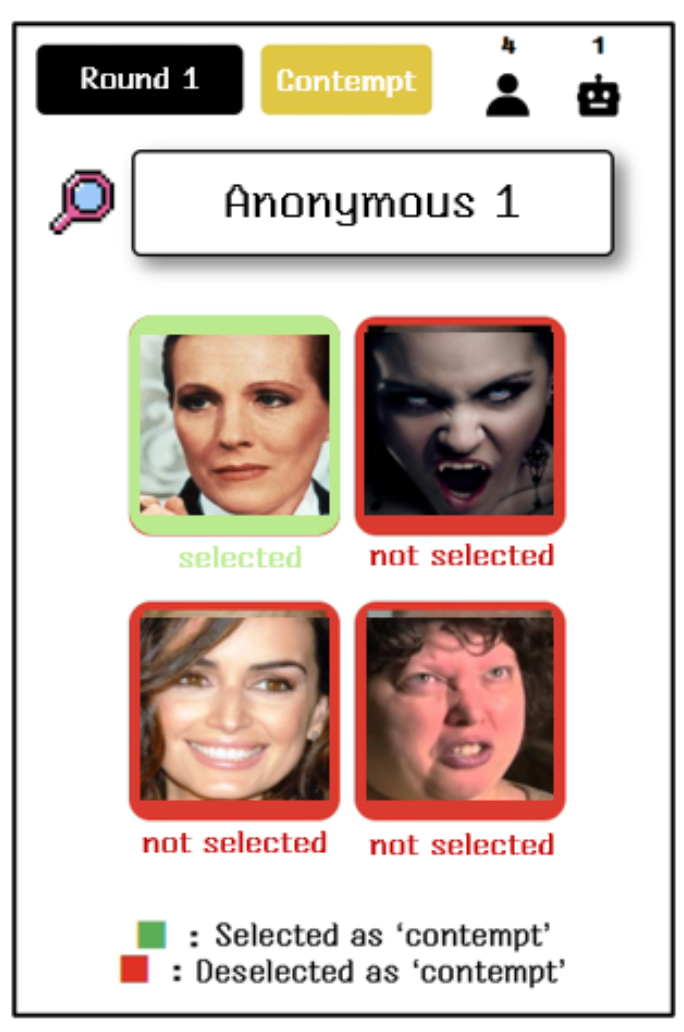 4 1
Round 1 Contempt
Anonymous 1
selected not selected
not selected not selected
: Selected as ‘contempt’
: Deselected as ‘contempt’